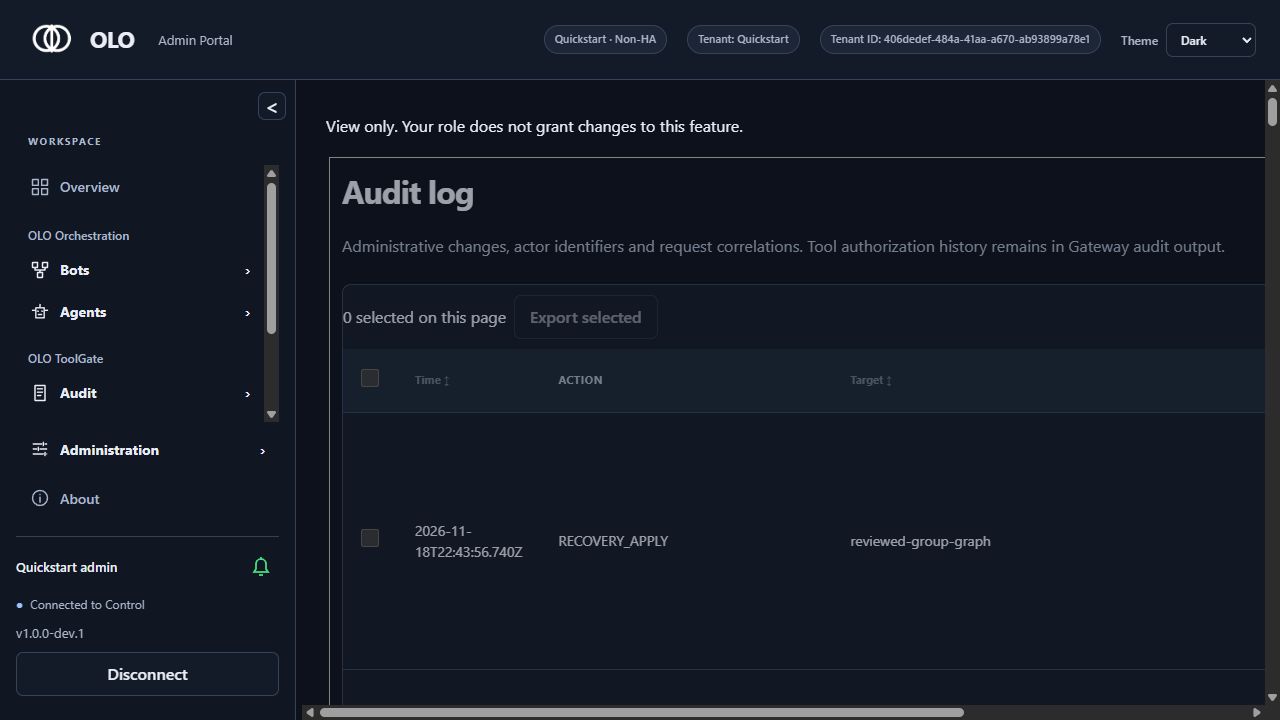 OLO
Admin Portal
Quickstart · Non-HA
Tenant: Quickstart
Tenant ID: 406dedef-484a-41aa-a670-ab93899a78e1
Theme
Dark
<
WORKSPACE
Overview
OLO Orchestration
Bots ›
Agents ›
OLO ToolGate
Audit ›
Administration ›
About
Quickstart admin
Connected to Control
v1.0.0-dev.1
Disconnect
View only. Your role does not grant changes to this feature.
Audit log
Administrative changes, actor identifiers and request correlations. Tool authorization history remains in Gateway audit output.
0 selected on this page
Export selected
Time ↕ ACTION Target ↕
2026-11-
18T22:43:56.740Z
RECOVERY_APPLY
reviewed-group-graph